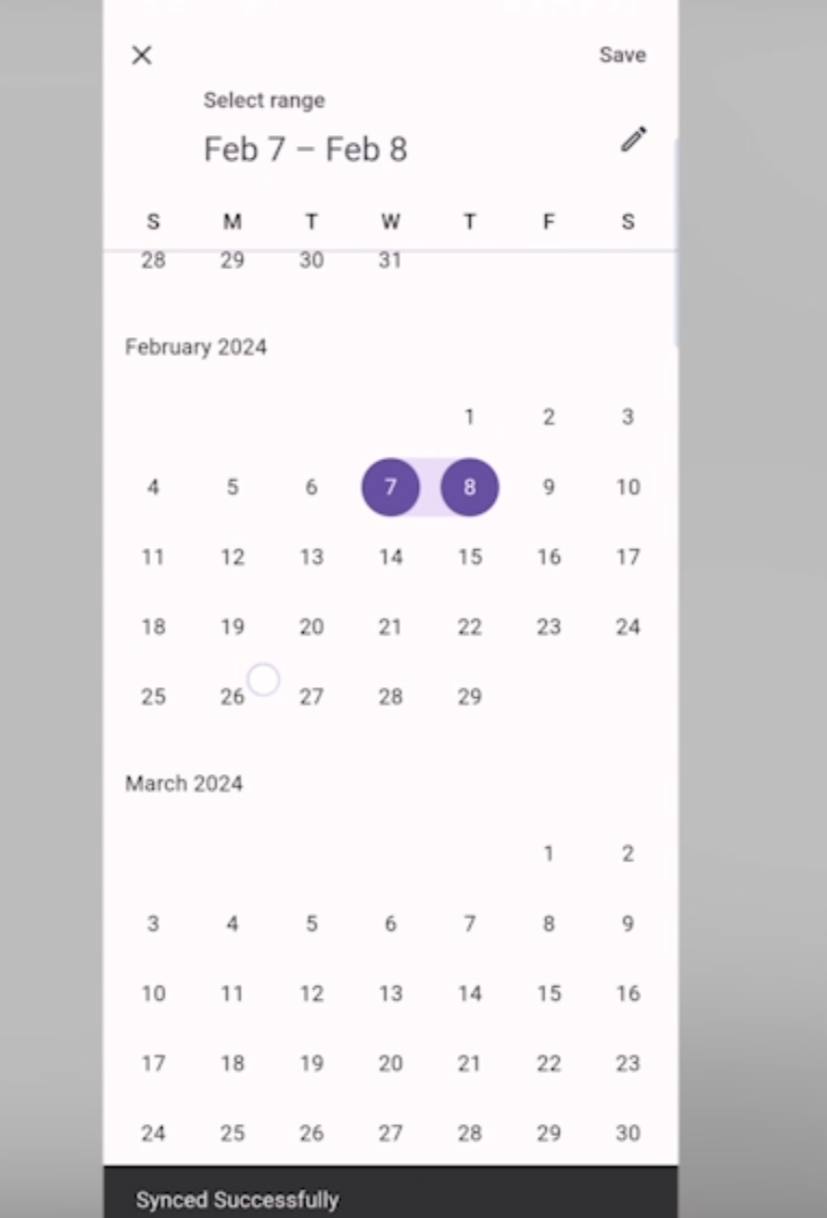 Save
Select range
Feb 7 – Feb 8
S M T W T F S
28 29 30 31
February 2024
1 2 3
4 5 6 7 8 9 10
11 12 13 14 15 16 17
18 19 20 21 22 23 24
25 26 27 28 29
March 2024
1 2
3 4 5 6 7 8 9
10 11 12 13 14 15 16
17 18 19 20 21 22 23
24 25 26 27 28 29 30
Synced Successfully